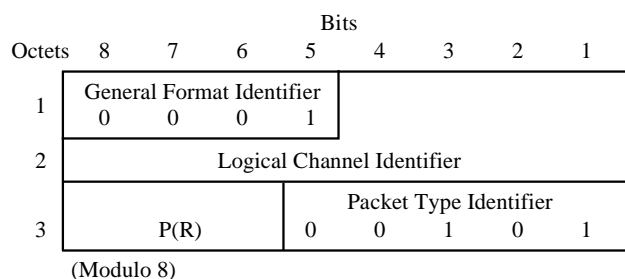 Bits
Octets 8 7 6 5 4 3 2 1
General Format Identifier
1
0 0 0 1
2 Logical Channel Identifier
Packet Type Identifier
3 P(R) 0 0 1 0 1
(Modulo 8)